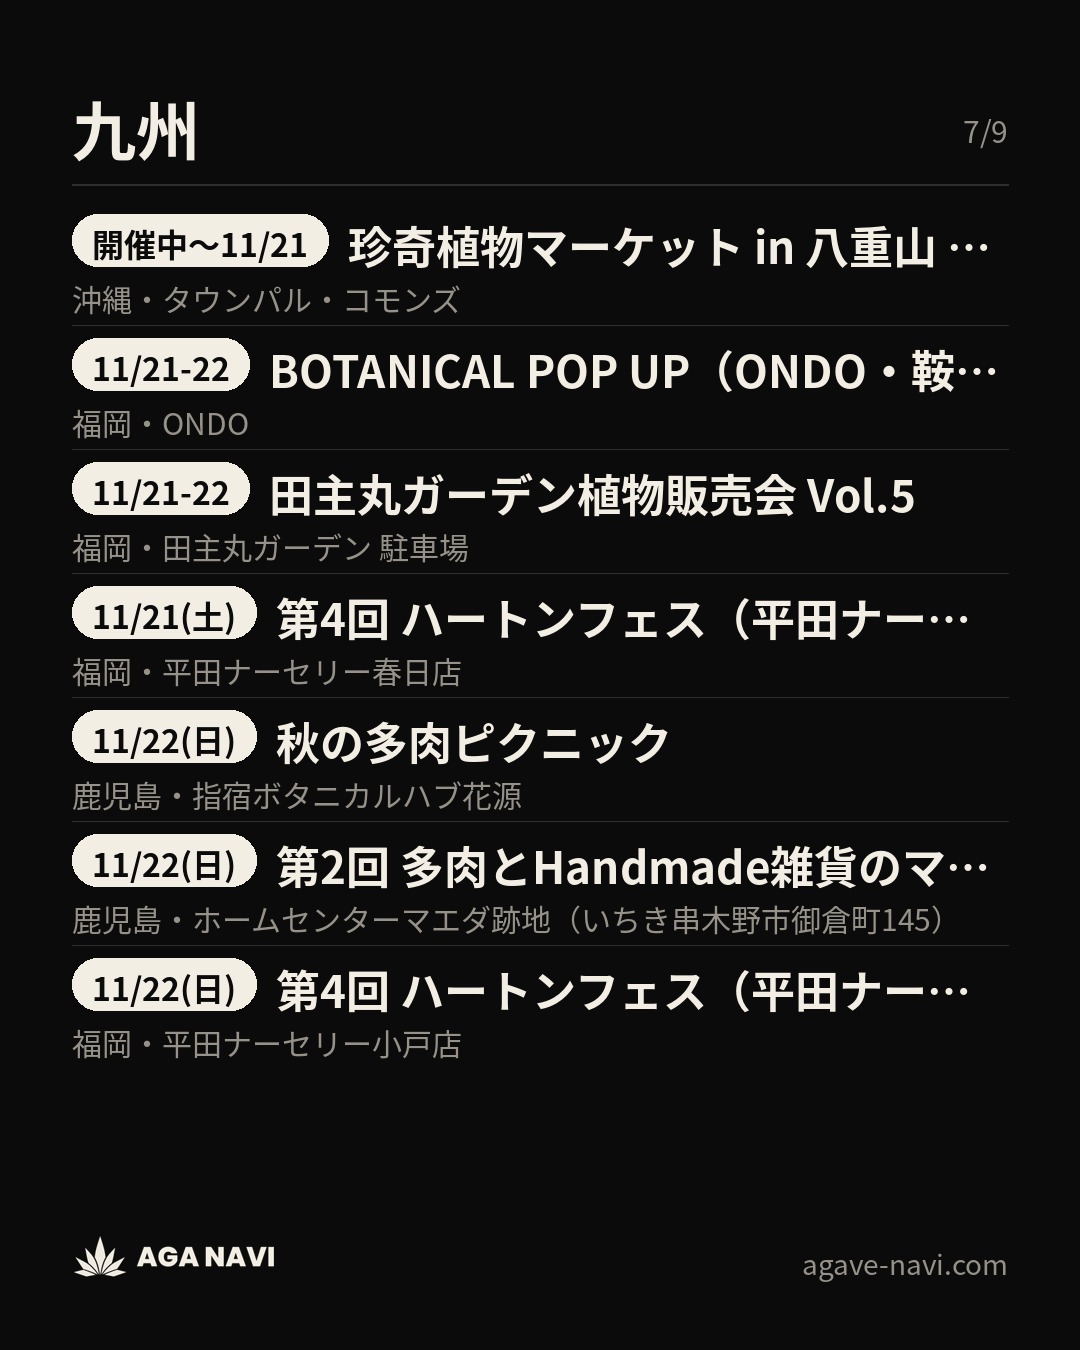 九州
7/9
開催中〜11/21 珍奇植物マーケット in 八重山 …
沖縄・タウンパル・コモンズ
11/21-22 BOTANICAL POP UP（ONDO・鞍…
福岡・ONDO
11/21-22 田主丸ガーデン植物販売会 Vol.5
福岡・田主丸ガーデン 駐車場
11/21(土) 第4回 ハートンフェス（平田ナー…
福岡・平田ナーセリー春日店
11/22(日) 秋の多肉ピクニック
鹿児島・指宿ボタニカルハブ花源
11/22(日) 第2回 多肉とHandmade雑貨のマ…
鹿児島・ホームセンターマエダ跡地（いちき串木野市御倉町145）
11/22(日) 第4回 ハートンフェス（平田ナー…
福岡・平田ナーセリー小戸店
AGA NAVI
agave-navi.com